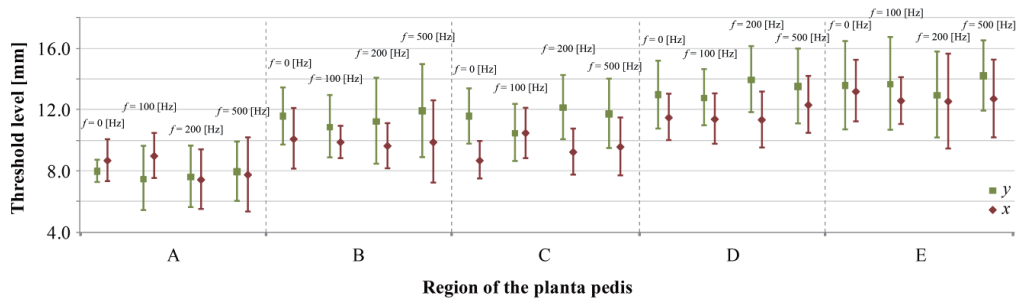 f = 0 [Hz]
f = 100 [Hz]
f = 200 [Hz]
f = 500 [Hz]
f = 0 [Hz]
f = 100 [Hz]
f = 200 [Hz]
f = 500 [Hz]
f = 0 [Hz]
f = 100 [Hz]
f = 200 [Hz]
f = 500 [Hz]
f = 0 [Hz]
f = 100 [Hz]
f = 200 [Hz]
f = 500 [Hz]
f = 0 [Hz]
f = 100 [Hz]
f = 200 [Hz]
f = 500 [Hz]
Threshold level [mm]
16.0
12.0
8.0
4.0
y
x
A B C D E
Region of the planta pedis